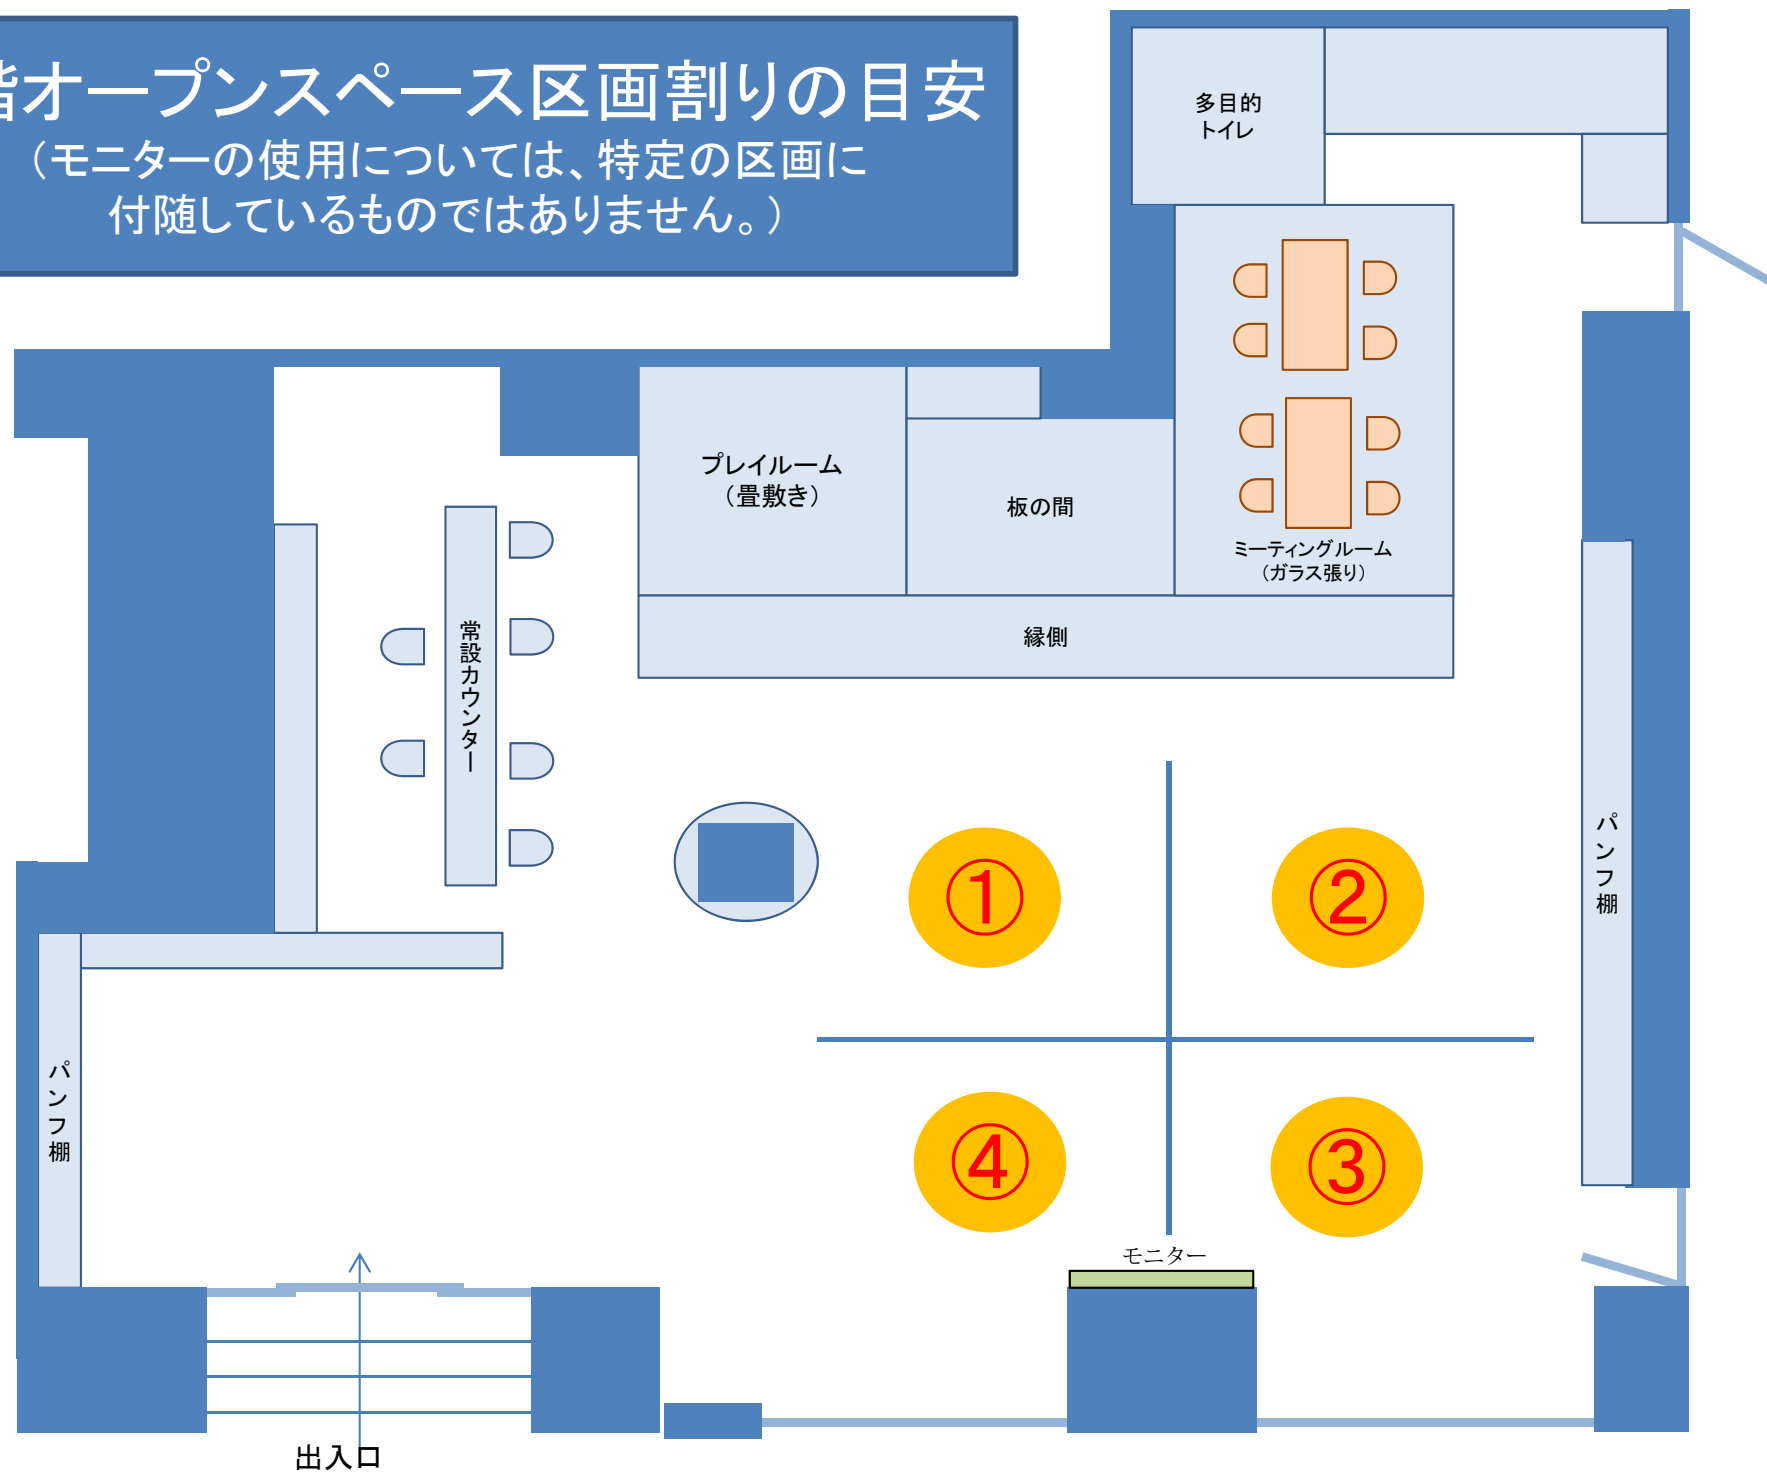 階オープンスペース区画割りの目安
（モニターの使用については、特定の区画に
付随しているものではありません。）
多目的
トイレ
プレイルーム
（畳敷き）
板の間
ミーティングルーム
（ガラス張り）
縁側
常設カウンター
パンフ棚
①
②
④
③
パンフ棚
モニター
出入口